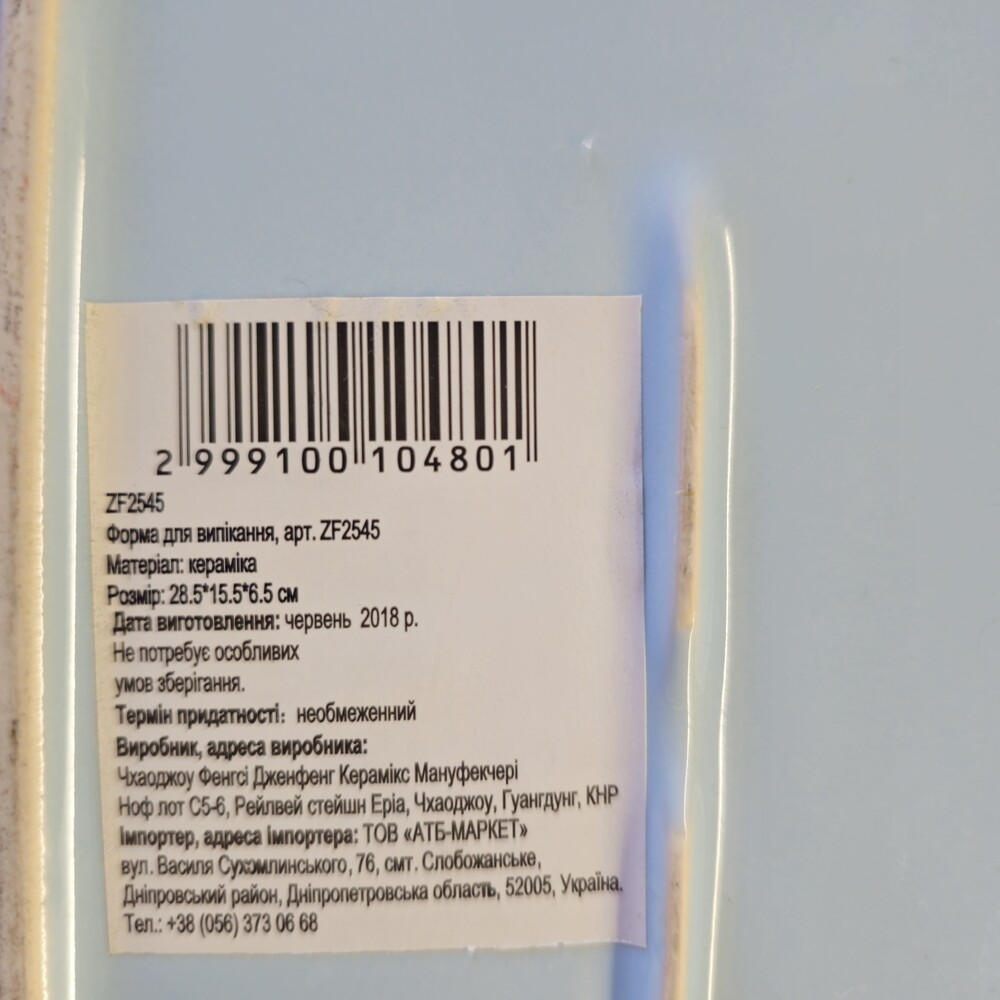 2 999100 104801
ZF2545
Форма для випікання, арт. ZF2545
Матеріал: кераміка
Розмір: 28.5*15.5*6.5 см
Дата виготовлення: червень 2018 р.
Не потребує особливих
умов зберігання.
Термін придатності: необмеженний
Виробник, адреса виробника:
Чхаоджоу Фенгсі Дженфенг Керамікс Мануфекчері
Ноф лот С5-6, Рейлвей стейшн Еріа, Чхаоджоу, Гуангдунг, КНР
Імпортер, адреса імпортера: ТОВ «АТБ-МАРКЕТ»
вул. Василя Сухомлинського, 76, смт. Слобожанське,
Дніпровський район, Дніпропетровська область, 52005, Україна.
Тел.: +38 (056) 373 06 68